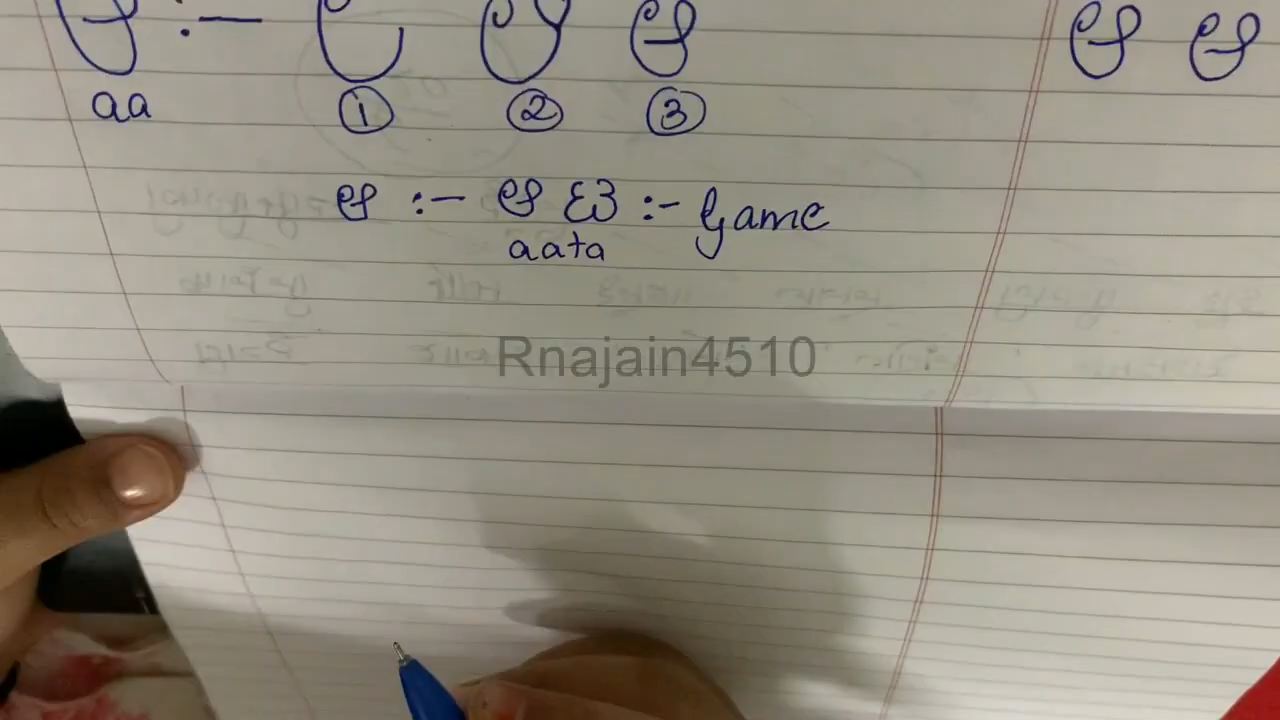 ಆ :- ಆ ಆ ಆ
aa 1 2 3
ಆ :- ಆಟ :- Game
aata
Rnajain4510